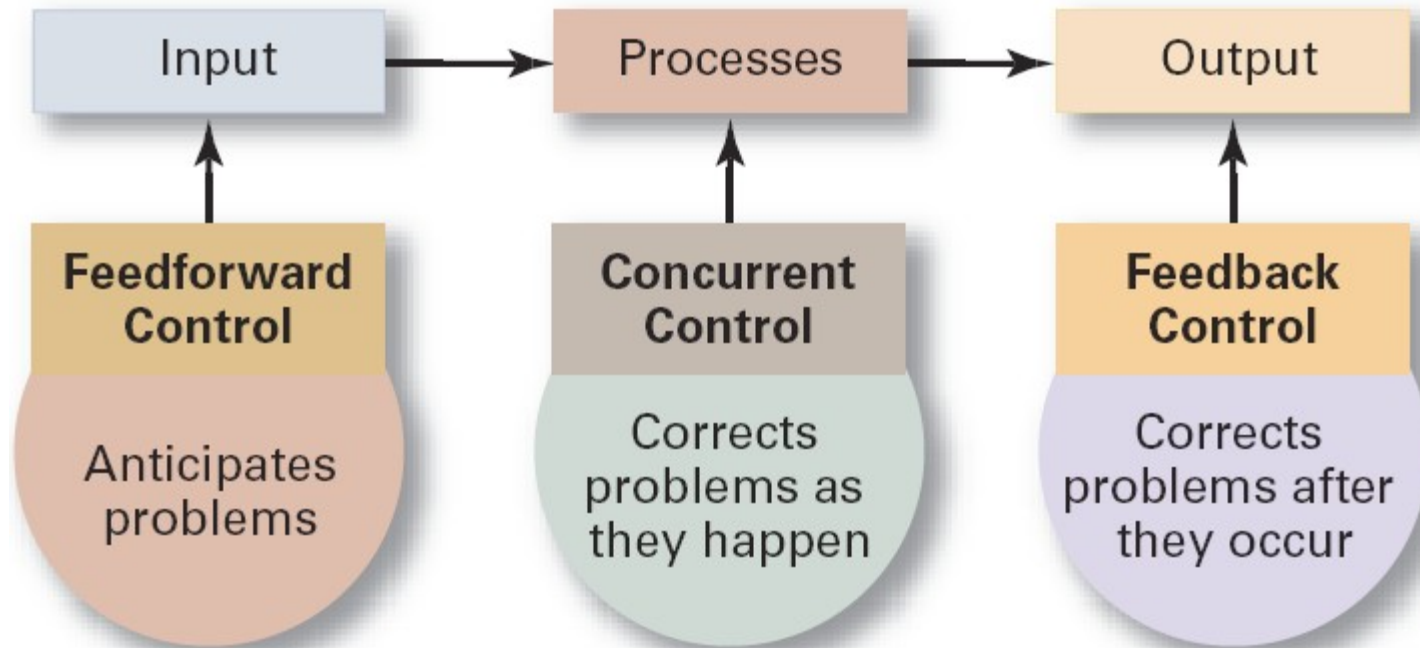 Input
Processes
Output
Feedforward
Control
Concurrent
Control
Feedback
Control
Anticipates
problems
Corrects
problems as
they happen
Corrects
problems after
they occur